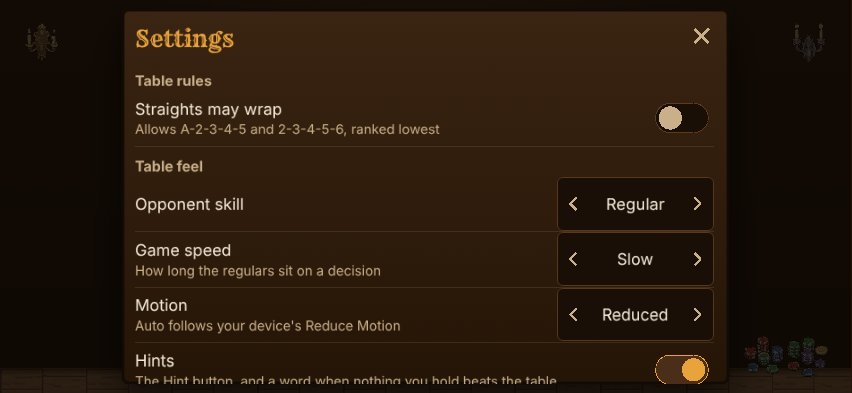 Settings
Table rules
Straights may wrap
Allows A-2-3-4-5 and 2-3-4-5-6, ranked lowest
Table feel
Opponent skill
Regular
Game speed
How long the regulars sit on a decision
Slow
Motion
Auto follows your device's Reduce Motion
Reduced
Hints
The Hint button, and a word when nothing you hold beats the table